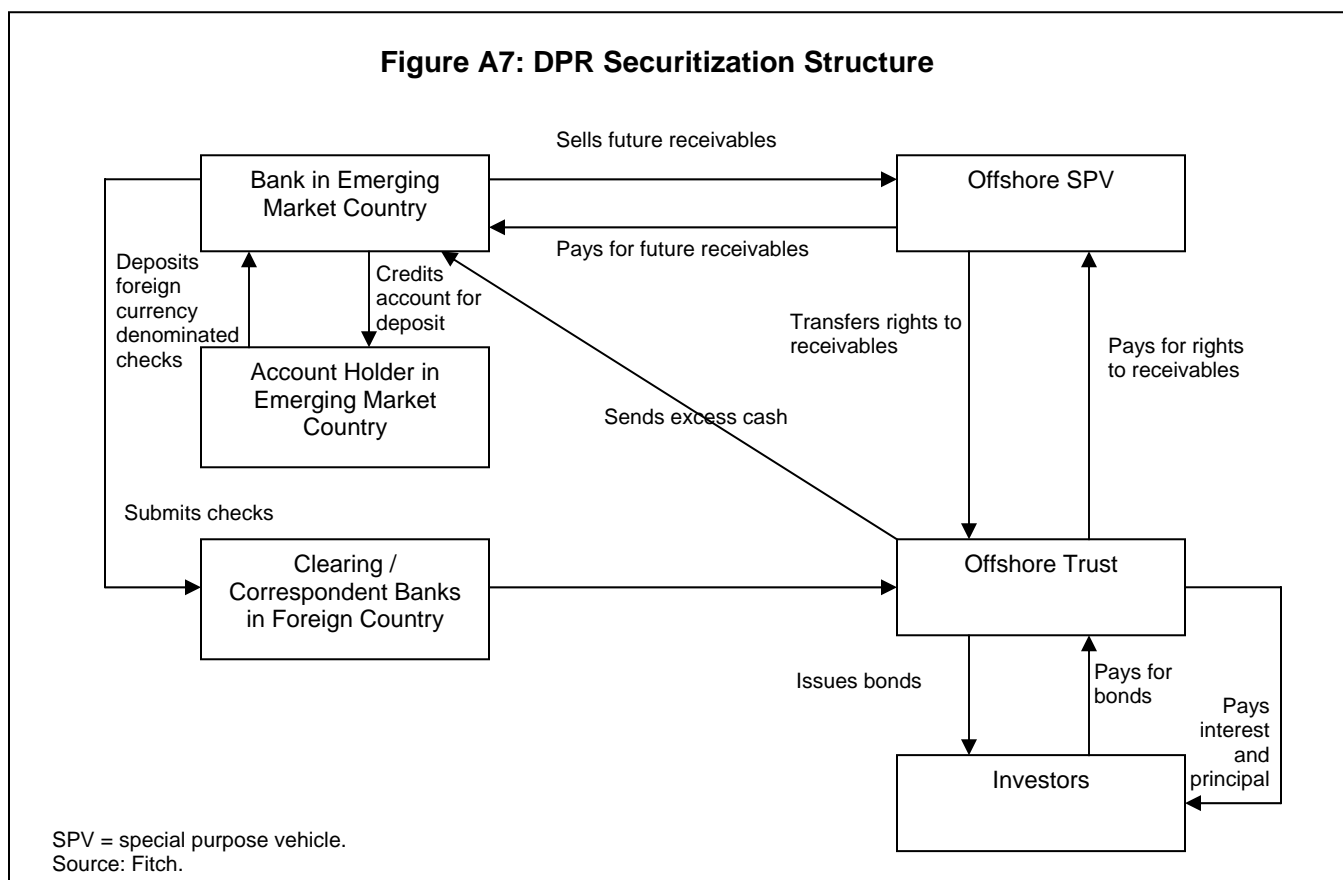 Figure A7: DPR Securitization Structure
Sells future receivables
Bank in Emerging
Market Country
Offshore SPV
Pays for future receivables
Deposits
foreign
currency
denominated
checks
Credits
account for
deposit
Transfers rights to
receivables
Pays for rights
to receivables
Account Holder in
Emerging Market
Country
Sends excess cash
Submits checks
Clearing /
Correspondent Banks
in Foreign Country
Offshore Trust
Issues bonds
Pays for
bonds
Pays
interest
and
principal
Investors
SPV = special purpose vehicle.
Source: Fitch.